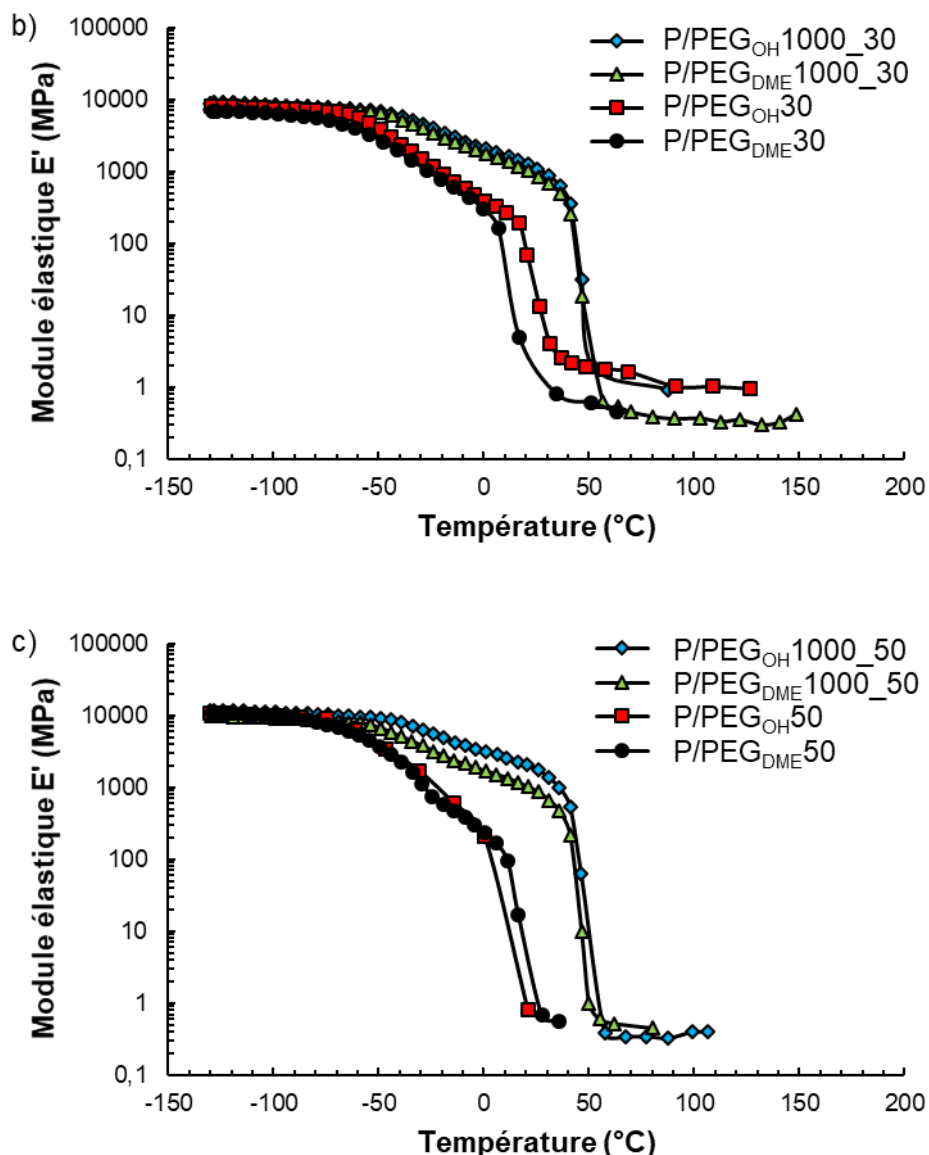 b)
Module élastique E' (MPa)
100000
10000
1000
100
10
1
0,1
P/PEGOH1000_30
P/PEGDME1000_30
P/PEGOH30
P/PEGDME30
-150 -100 -50 0 50 100 150 200
Température (°C)
c)
Module élastique E' (MPa)
100000
10000
1000
100
10
1
0,1
P/PEGOH1000_50
P/PEGDME1000_50
P/PEGOH50
P/PEGDME50
-150 -100 -50 0 50 100 150 200
Température (°C)